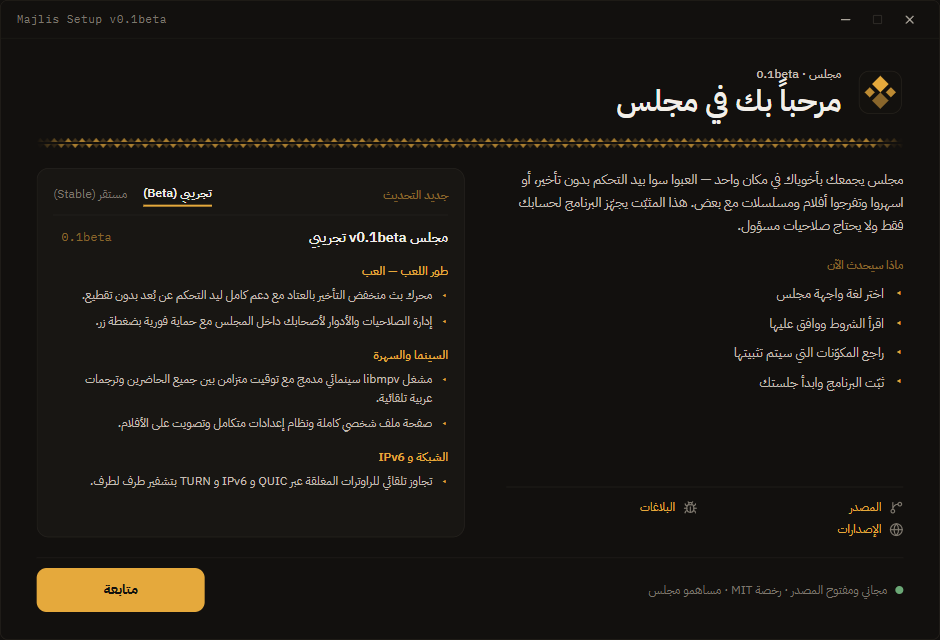 Majlis Setup v0.1beta
مجلس · 0.1beta
مرحباً بك في مجلس
مجلس يجمعك بأخوياك في مكان واحد — العبوا سوا بيد التحكم بدون تأخير، أو
اسهروا وتفرجوا أفلام ومسلسلات مع بعض. هذا المثبّت يجهّز البرنامج لحسابك
فقط ولا يحتاج صلاحيات مسؤول.
ماذا سيحدث الآن
اختر لغة واجهة مجلس
اقرأ الشروط ووافق عليها
راجع المكوّنات التي سيتم تثبيتها
ثبّت البرنامج وابدأ جلستك
المصدر
البلاغات
الإصدارات
جديد التحديث
تجريبي (Beta)
مستقر (Stable)
مجلس v0.1beta تجريبي
0.1beta
طور اللعب — العب
محرك بث منخفض التأخير بالعتاد مع دعم كامل ليد التحكم عن بُعد بدون تقطيع.
إدارة الصلاحيات والأدوار لأصحابك داخل المجلس مع حماية فورية بضغطة زر.
السينما والسهرة
مشغل libmpv سينمائي مدمج مع توقيت متزامن بين جميع الحاضرين وترجمات
عربية تلقائية.
صفحة ملف شخصي كاملة ونظام إعدادات متكامل وتصويت على الأفلام.
الشبكة و IPv6
تجاوز تلقائي للراوترات المغلقة عبر QUIC و IPv6 و TURN بتشفير طرف لطرف.
مجاني ومفتوح المصدر · رخصة MIT · مساهمو مجلس
متابعة